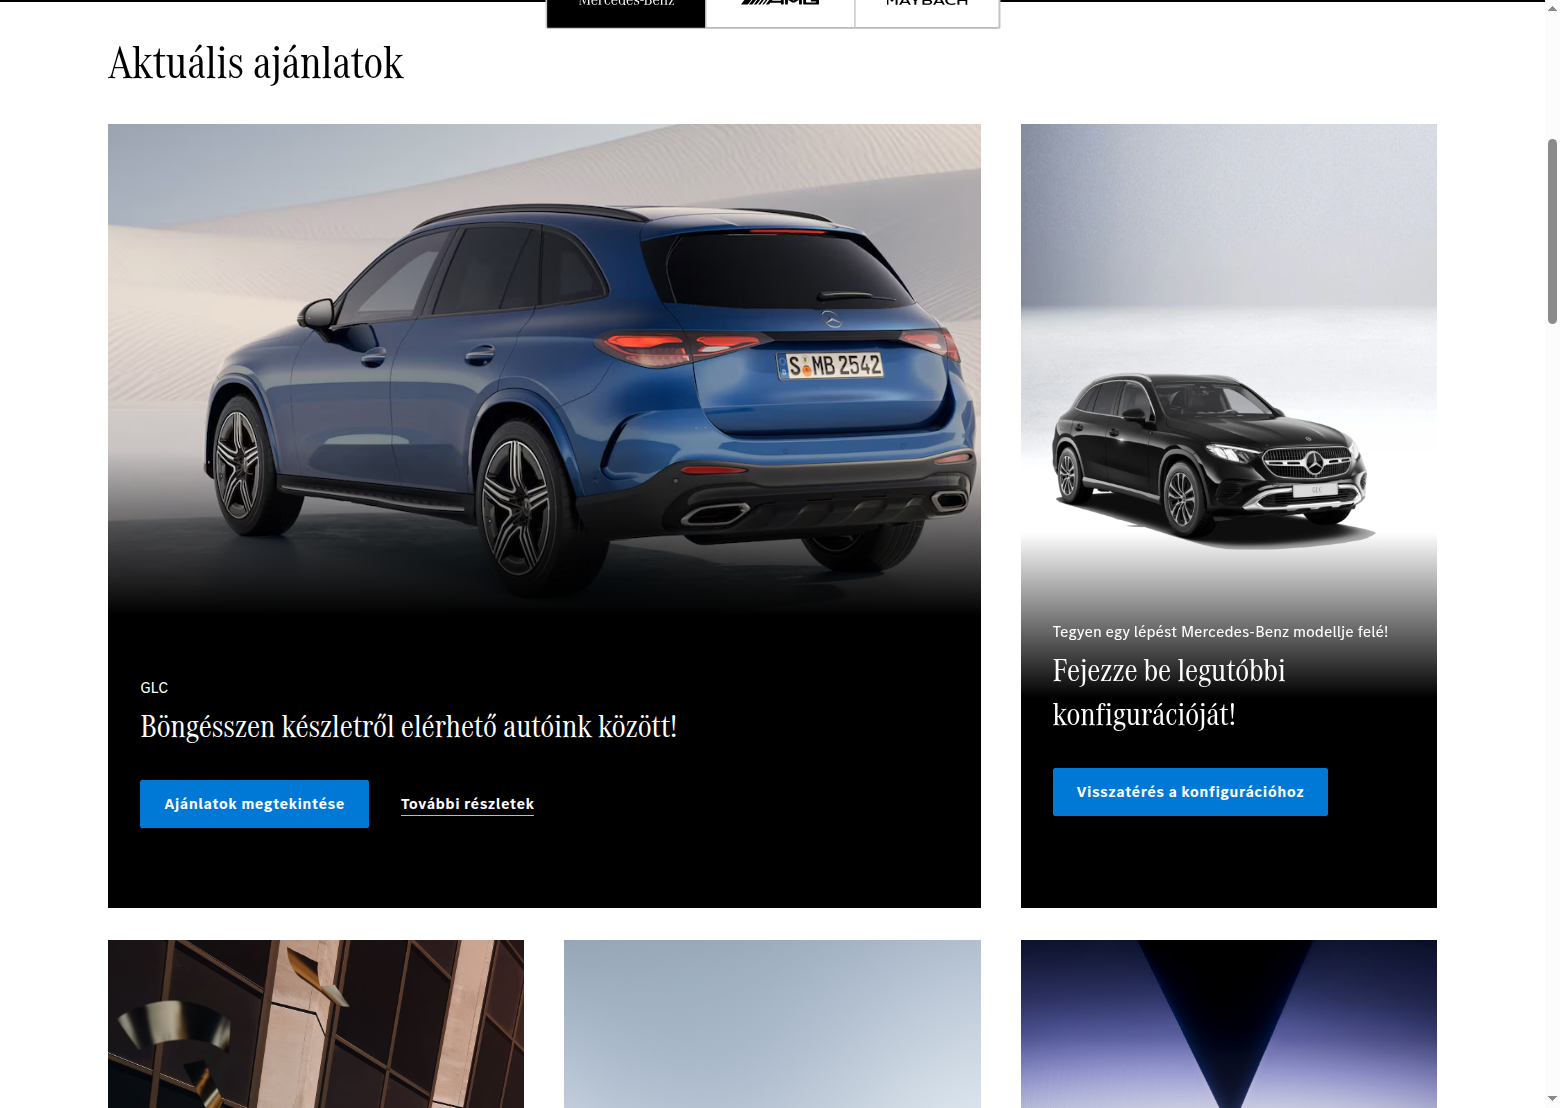 Mercedes-Benz
AMG
MAYBACH
Aktuális ajánlatok
S MB 2542
GLC
GLC
Böngésszen készletről elérhető autóink között!
Ajánlatok megtekintése
További részletek
Tegyen egy lépést Mercedes-Benz modellje felé!
Fejezze be legutóbbi
konfigurációját!
Visszatérés a konfigurációhoz